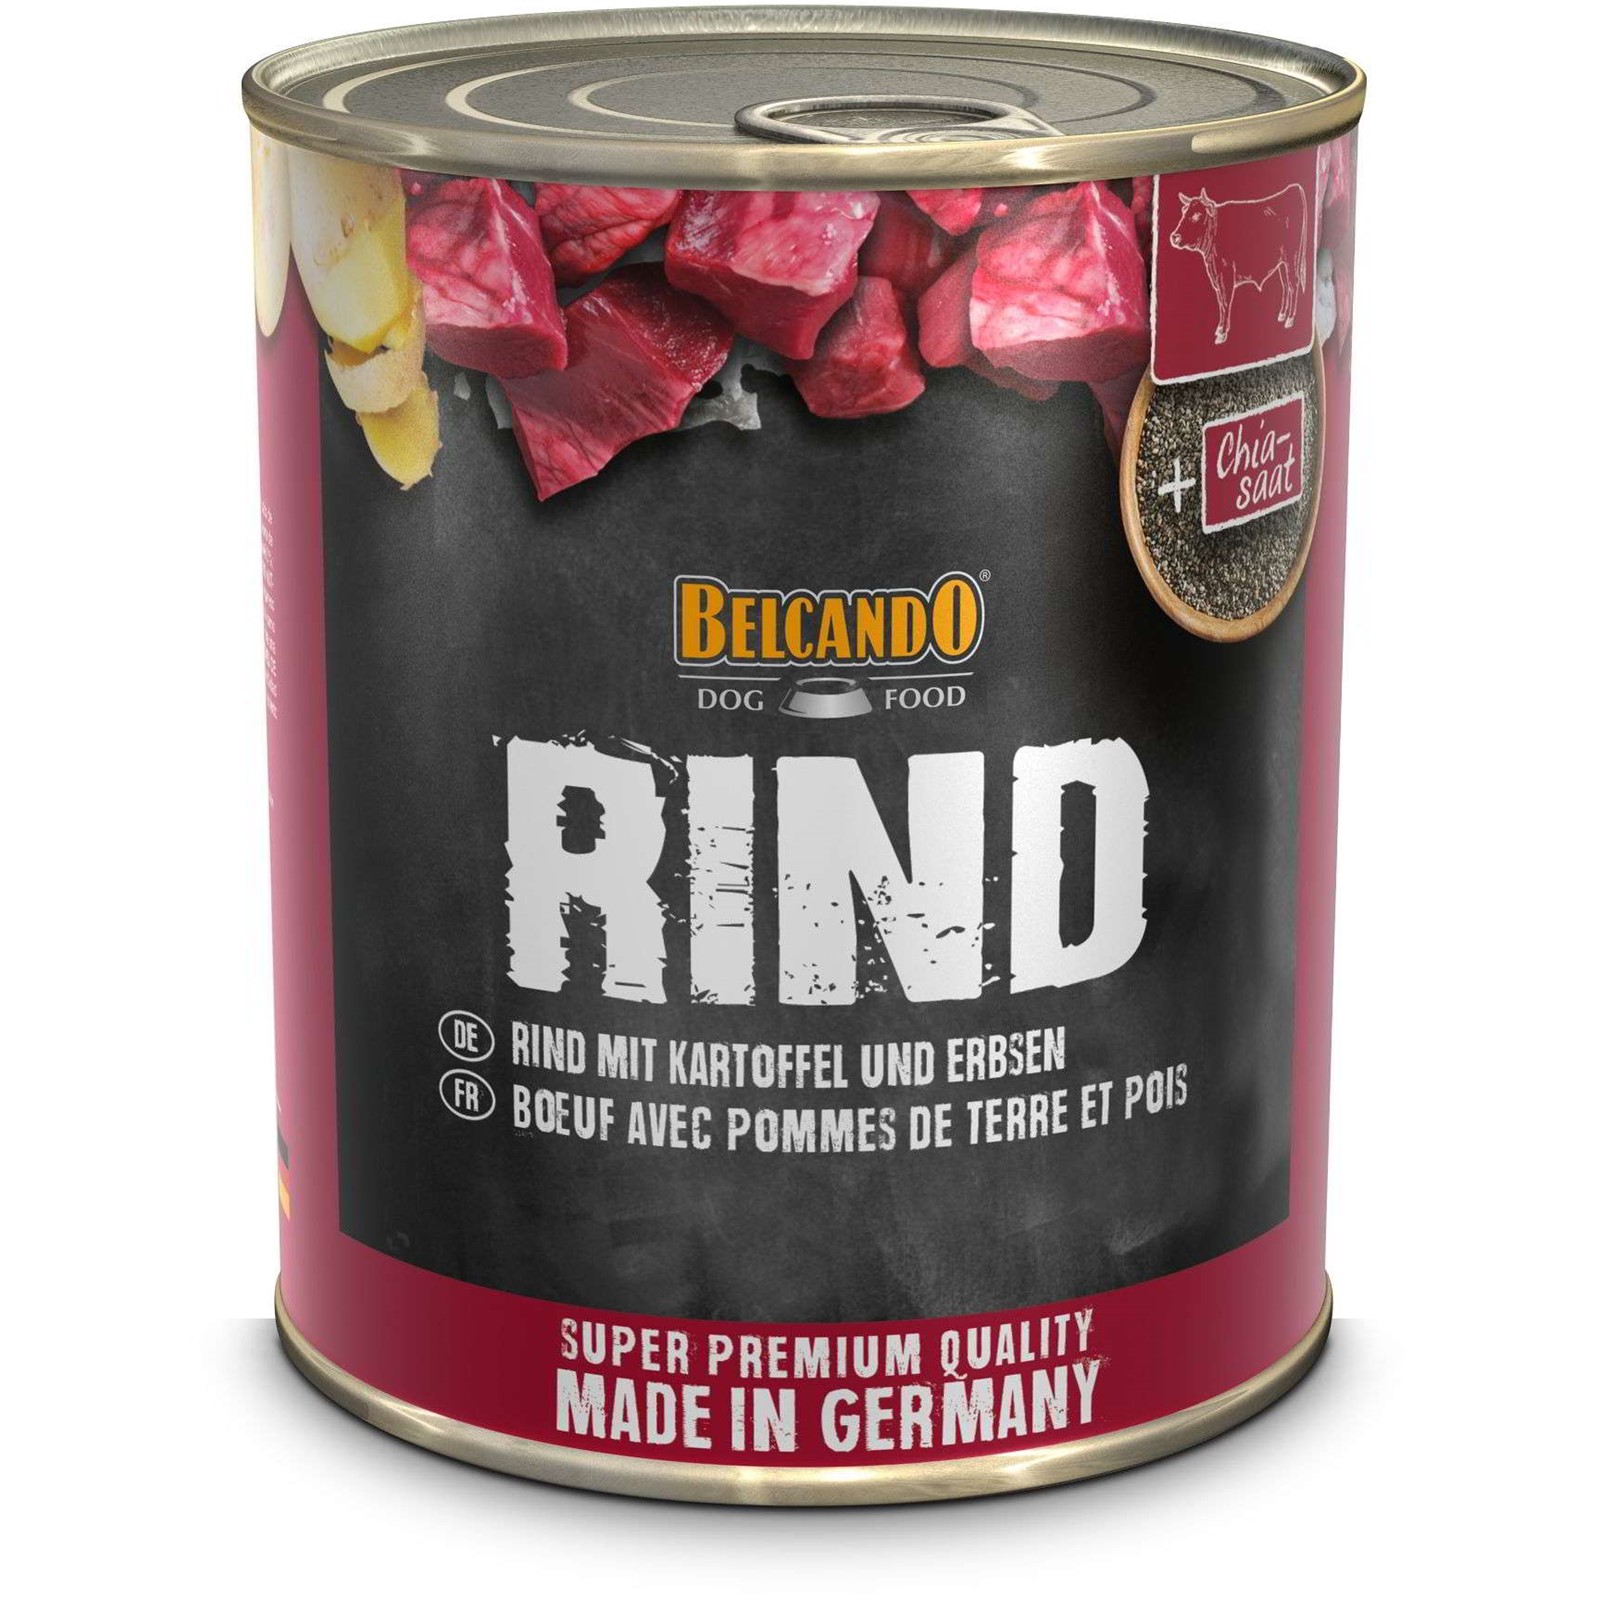 + Chia-
saat
BELCANDO®
DOG FOOD
RIND
DE RIND MIT KARTOFFEL UND ERBSEN
FR BŒUF AVEC POMMES DE TERRE ET POIS
SUPER PREMIUM QUALITY
MADE IN GERMANY